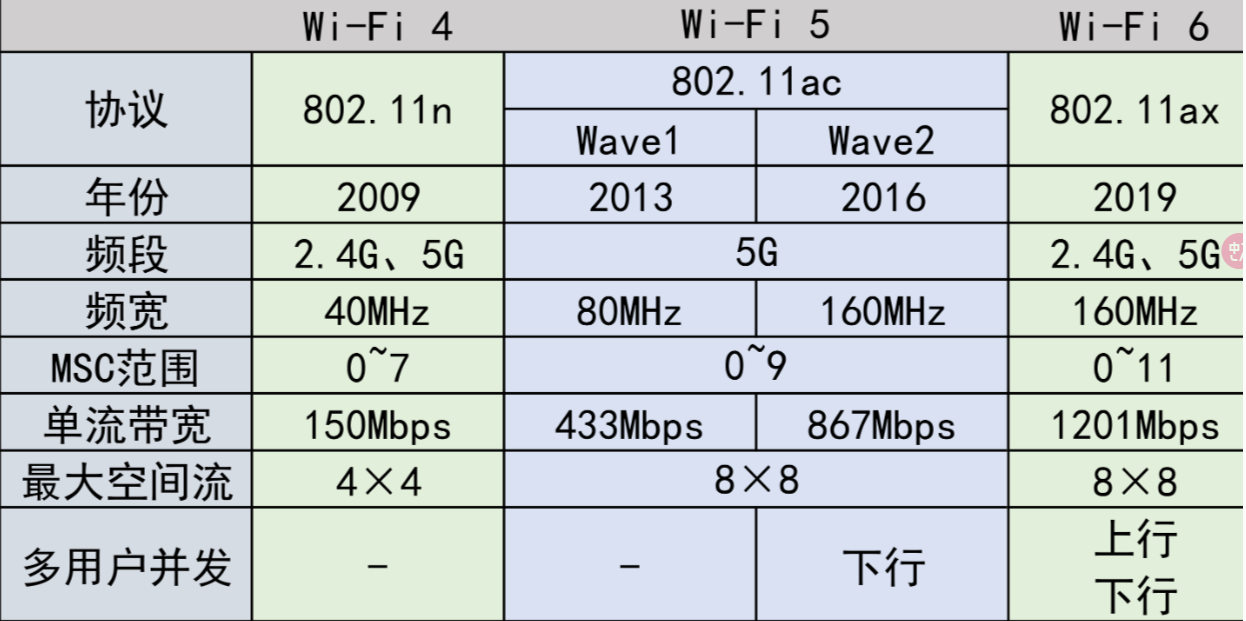 Wi-Fi 4 Wi-Fi 5 Wi-Fi 6
协议 802.11n 802.11ac 802.11ax
Wave1 Wave2
年份 2009 2013 2016 2019
频段 2.4G、5G 5G 2.4G、5G
频宽 40MHz 80MHz 160MHz 160MHz
MSC范围 0~7 0~9 0~11
单流带宽 150Mbps 433Mbps 867Mbps 1201Mbps
最大空间流 4×4 8×8 8×8
多用户并发 - - 下行 上行
下行